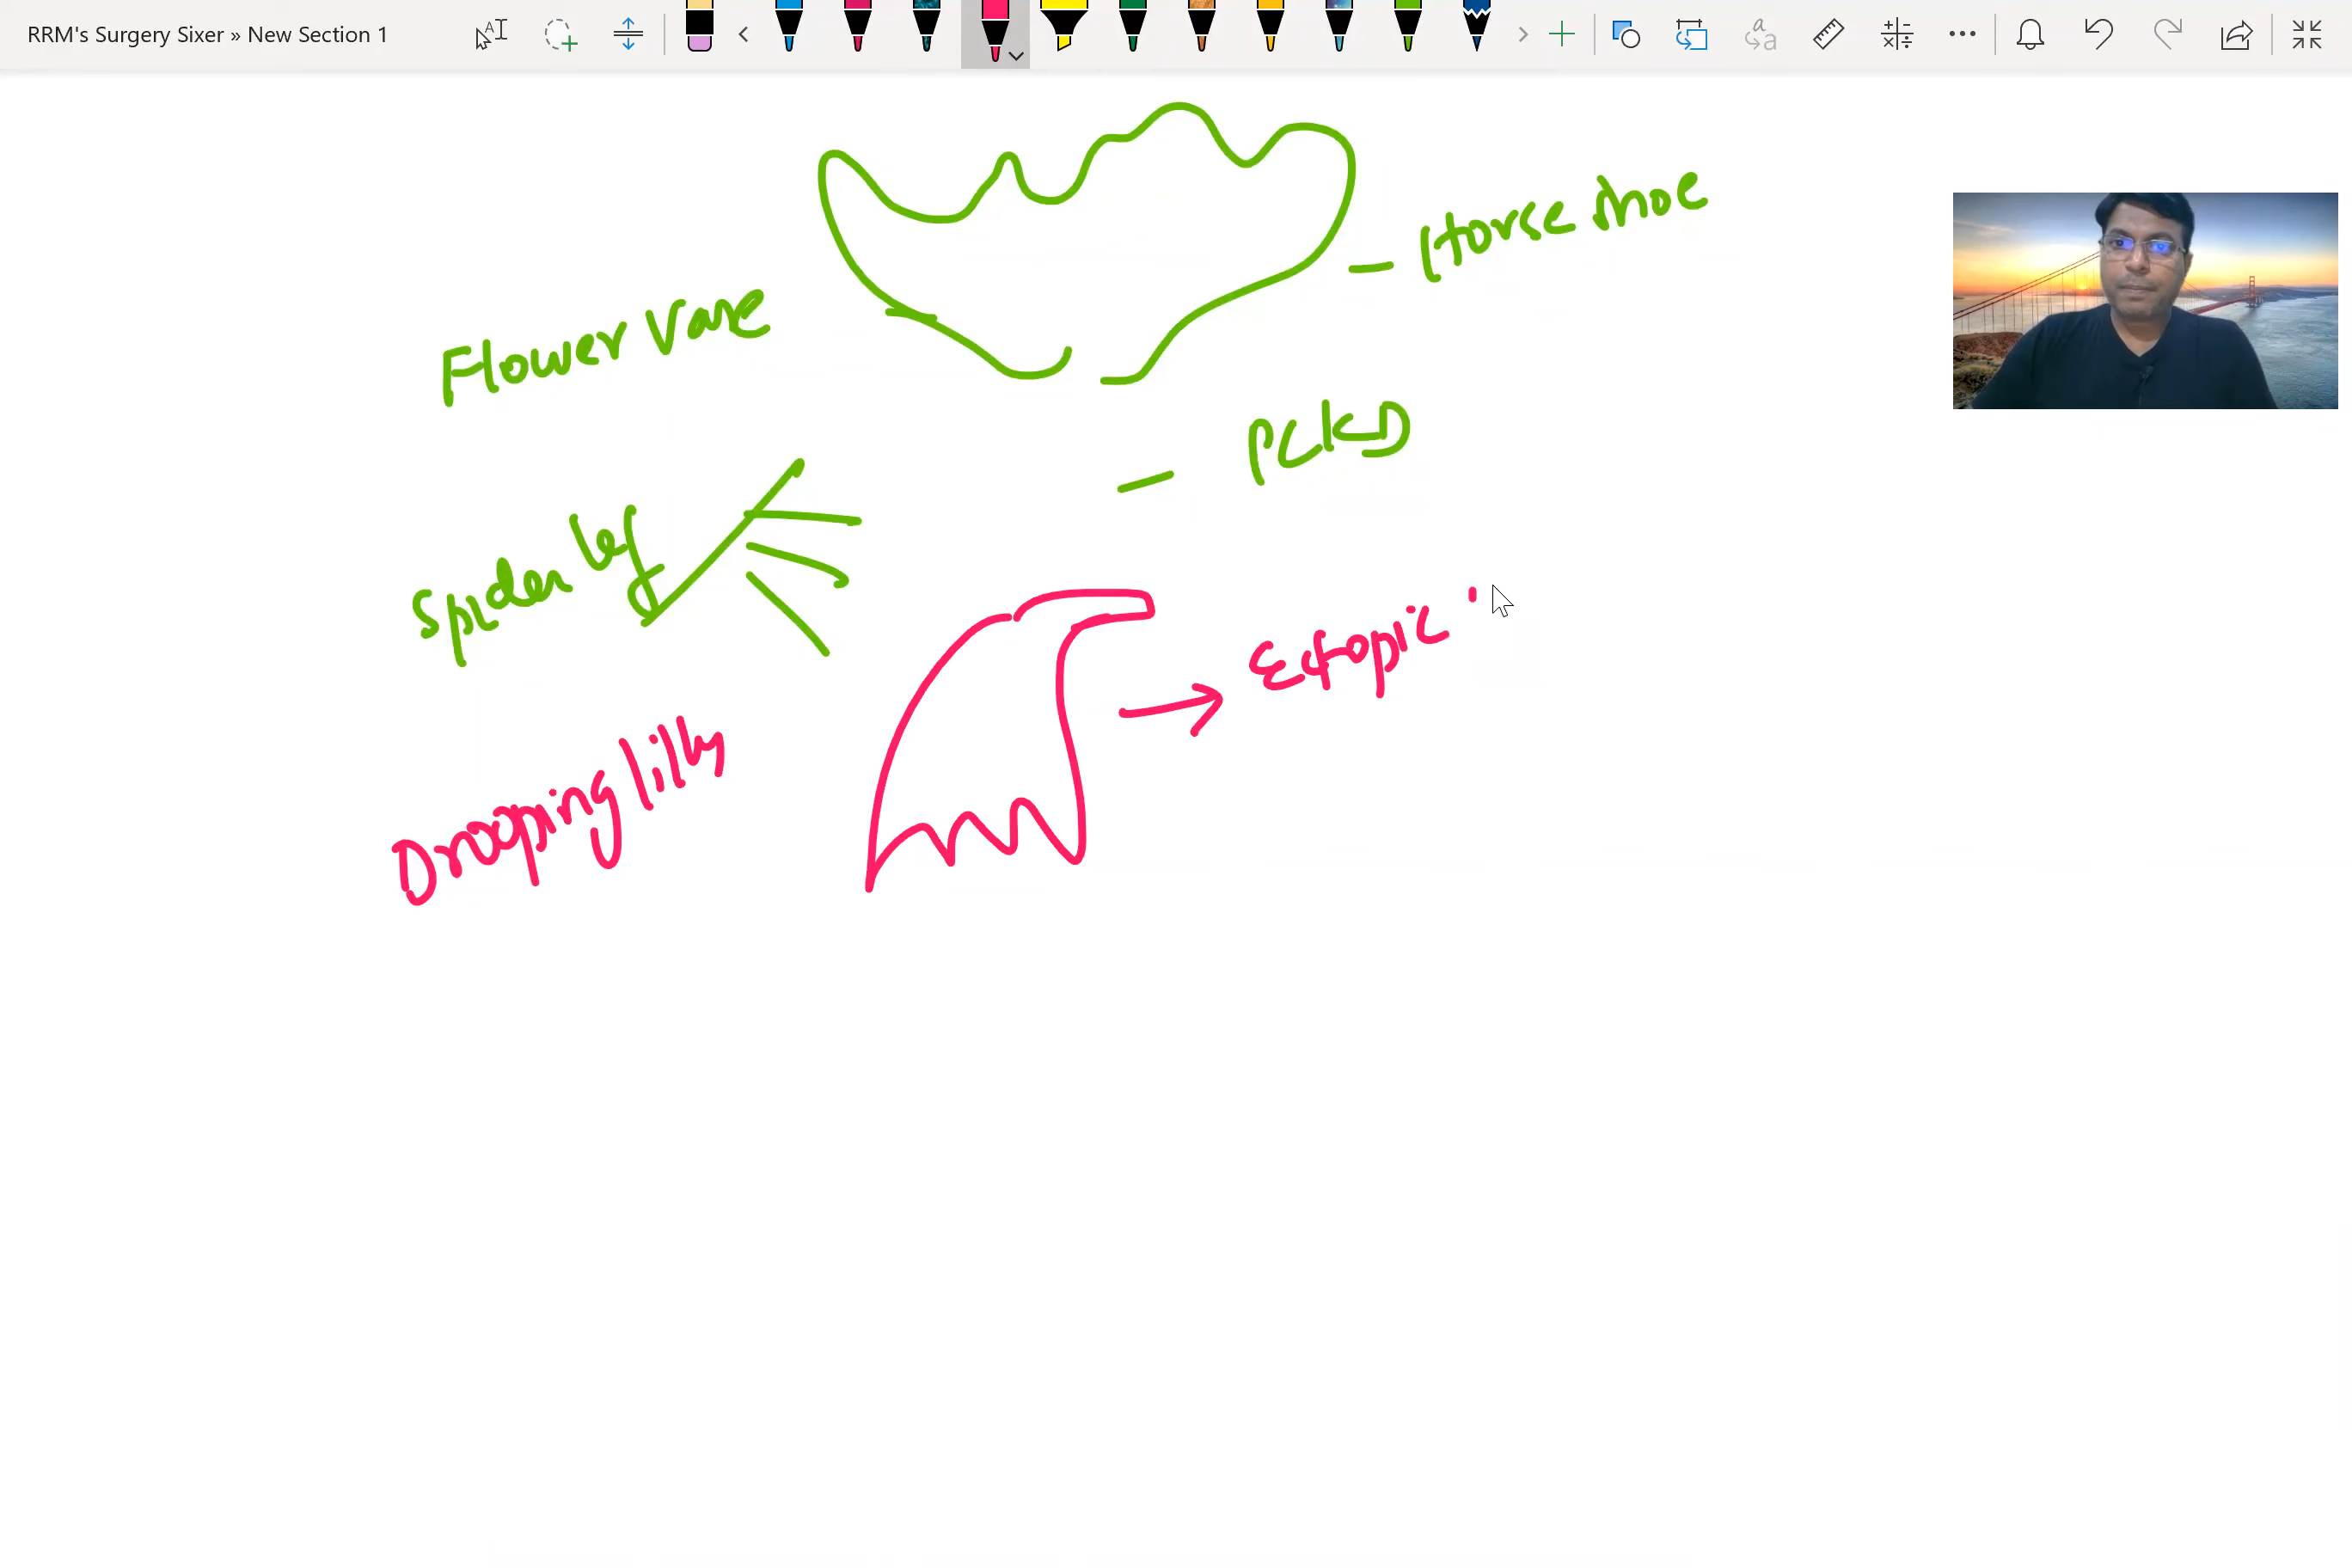 RRM's Surgery Sixer » New Section 1
Flower Vase - Horse shoe
Spider leg - PCKD
Drooping lilly → Ectopic